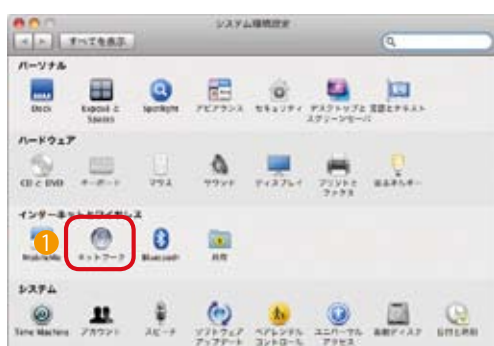 システム環境設定
すべてを表示
パーソナル
Dock
Exposé と Spaces
Spotlight
アピアランス
セキュリティ
デスクトップと スクリーンセーバ
言語とテキスト
ハードウェア
CD と DVD
キーボード
マウス
サウンド
ディスプレイ
プリントと ファクス
省エネルギー
インターネットとワイヤレス
1
MobileMe
ネットワーク
Bluetooth
共有
システム
Time Machine
アカウント
スピーチ
ソフトウェア アップデート
ペアレンタル コントロール
ユニバーサル アクセス
起動ディスク
日付と時刻